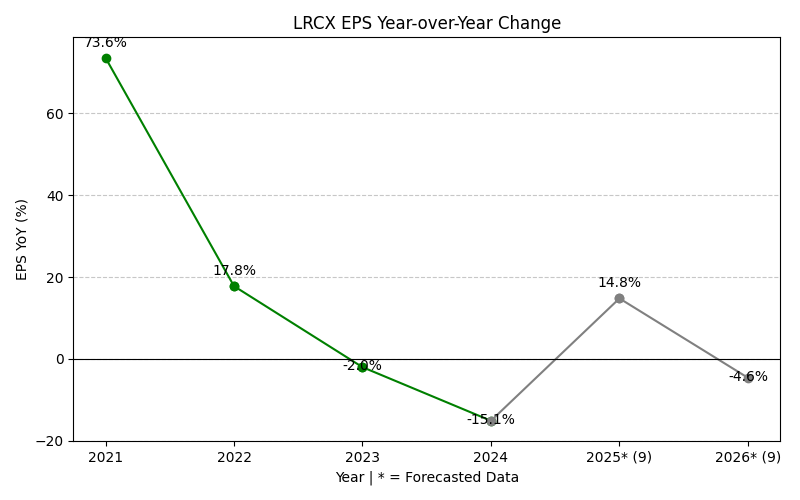 LRCX EPS Year-over-Year Change
73.6%
60
40
EPS YoY (%)
20
17.8%
14.8%
0
-2.0%
-4.6%
-15.1%
−20
2021 2022 2023 2024 2025* (9) 2026* (9)
Year | * = Forecasted Data